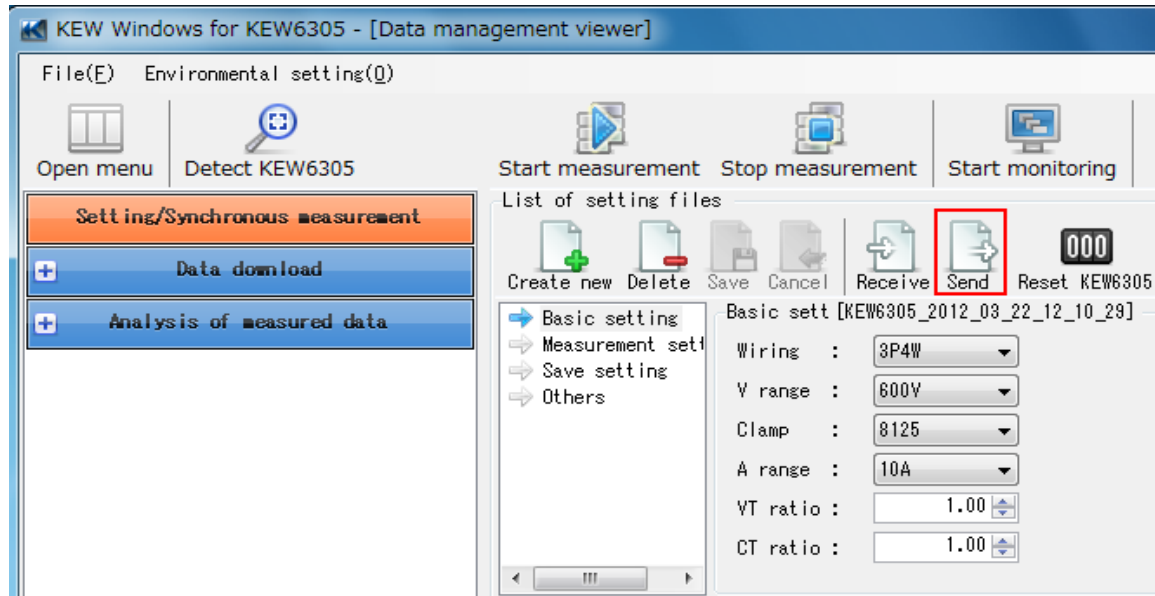 KEW Windows for KEW6305 - [Data management viewer]
File(F) Environmental setting(O)
Open menu Detect KEW6305 Start measurement Stop measurement Start monitoring
Setting/Synchronous measurement
Data download
Analysis of measured data
List of setting files
000
Create new Delete Save Cancel Receive Send Reset KEW6305
Basic setting
Measurement sett
Save setting
Others
Basic sett [KEW6305_2012_03_22_12_10_29]
Wiring : 3P4W
V range : 600V
Clamp : 8125
A range : 10A
VT ratio : 1.00
CT ratio : 1.00